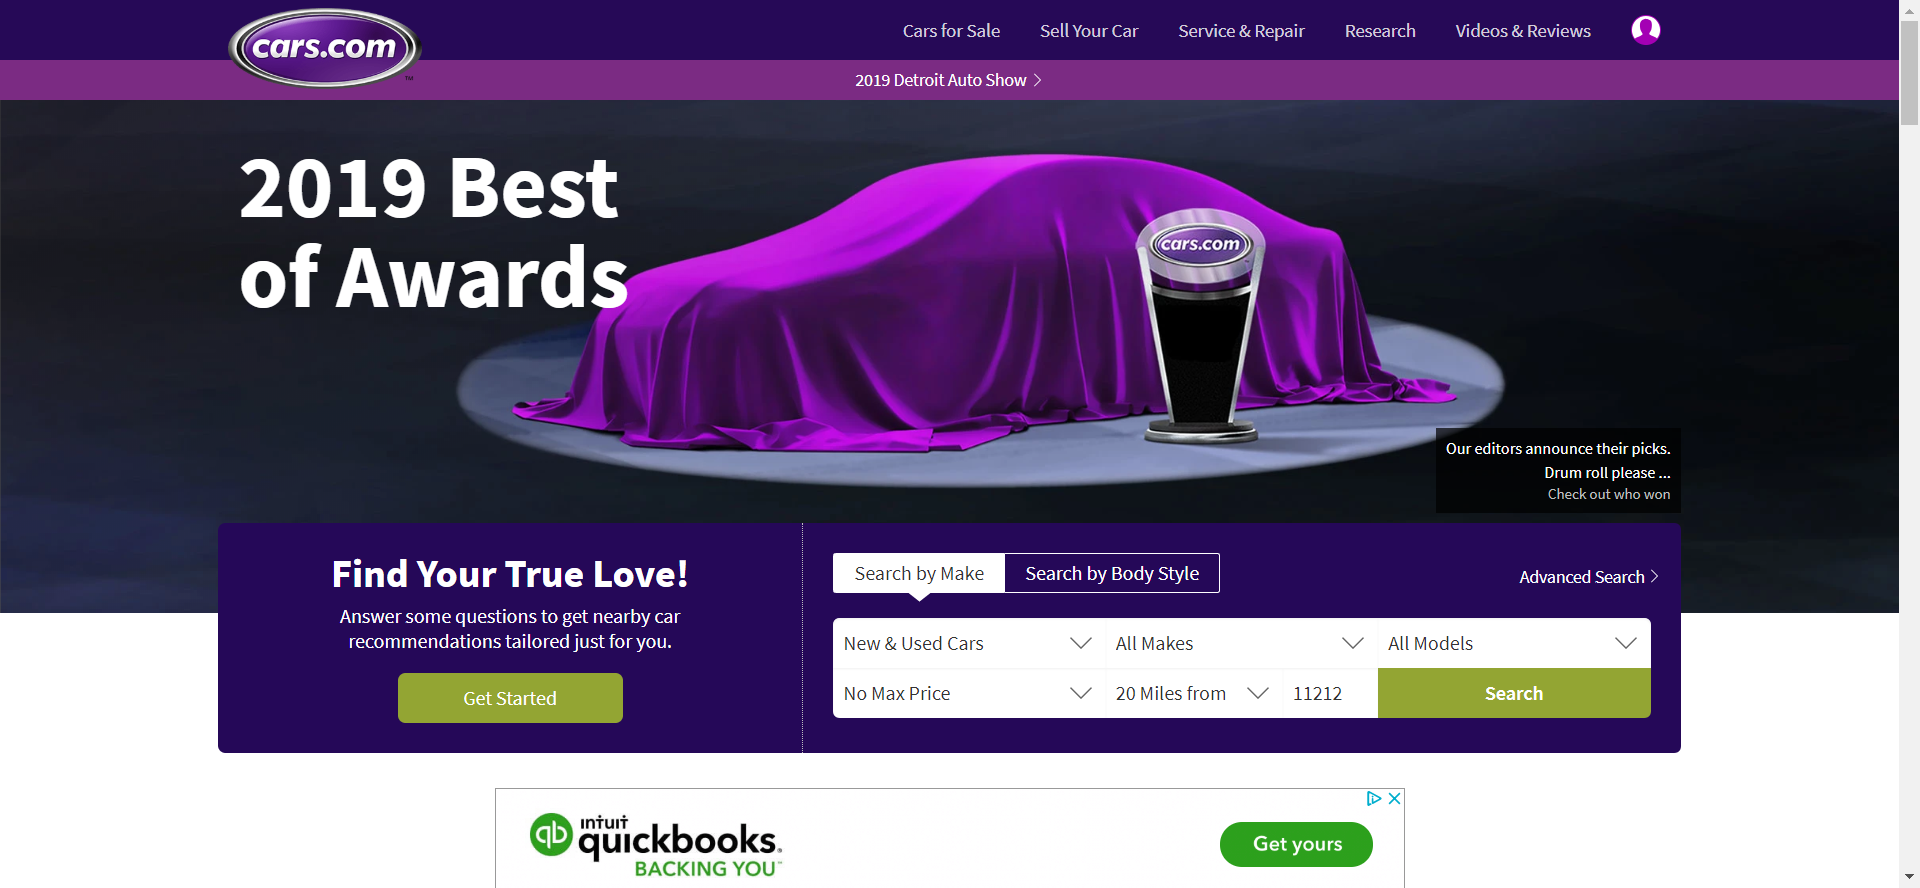 cars.com
TM
Cars for Sale
Sell Your Car
Service & Repair
Research
Videos & Reviews
2019 Detroit Auto Show
2019 Best
of Awards
cars.com
Our editors announce their picks.
Drum roll please ...
Check out who won
Find Your True Love!
Answer some questions to get nearby car
recommendations tailored just for you.
Get Started
Search by Make
Search by Body Style
Advanced Search
New & Used Cars
All Makes
All Models
No Max Price
20 Miles from
11212
Search
intuit
quickbooks.
BACKING YOU™
Get yours